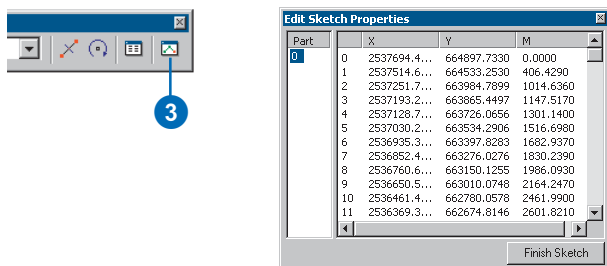 3
Edit Sketch Properties
Part X Y M
0 0 2537694.4... 664897.7330 0.0000
1 2537514.6... 664533.2530 406.4290
2 2537251.7... 663984.7899 1014.6360
3 2537193.2... 663865.4497 1147.5170
4 2537128.7... 663726.0656 1301.1400
5 2537030.2... 663534.2906 1516.6980
6 2536935.3... 663397.8283 1682.9370
7 2536852.4... 663276.0276 1830.2390
8 2536760.6... 663150.1255 1986.0930
9 2536650.5... 663010.0748 2164.2470
10 2536461.4... 662780.0578 2461.9900
11 2536369.3... 662674.8146 2601.8210
Finish Sketch